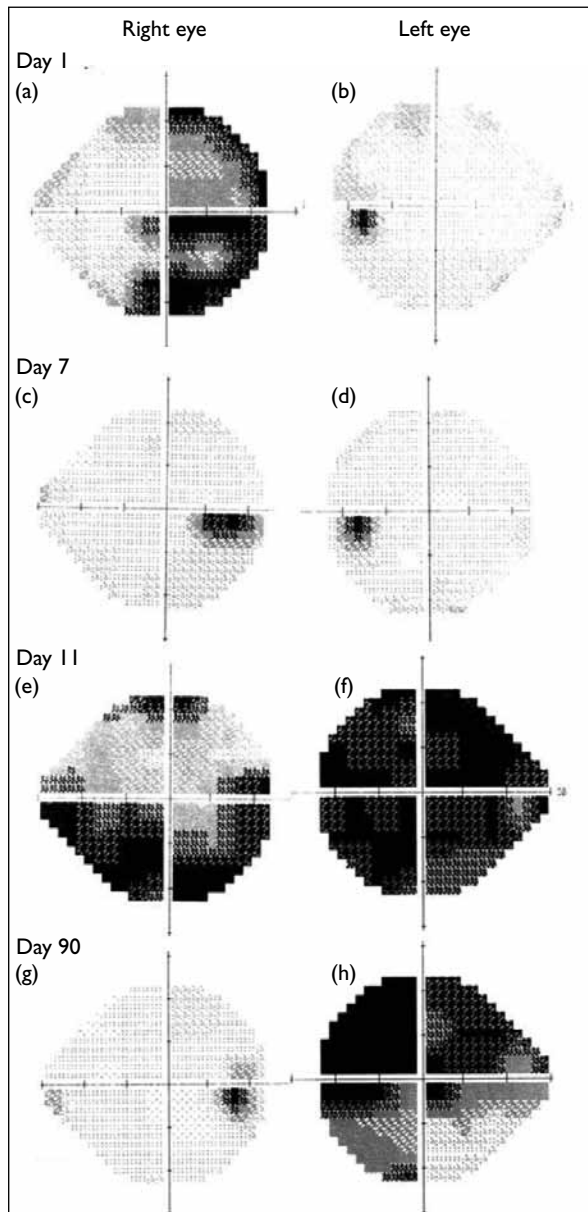 Right eye Left eye
Day 1
(a) (b)
Day 7
(c) (d)
Day 11
(e) (f)
Day 90
(g) (h)